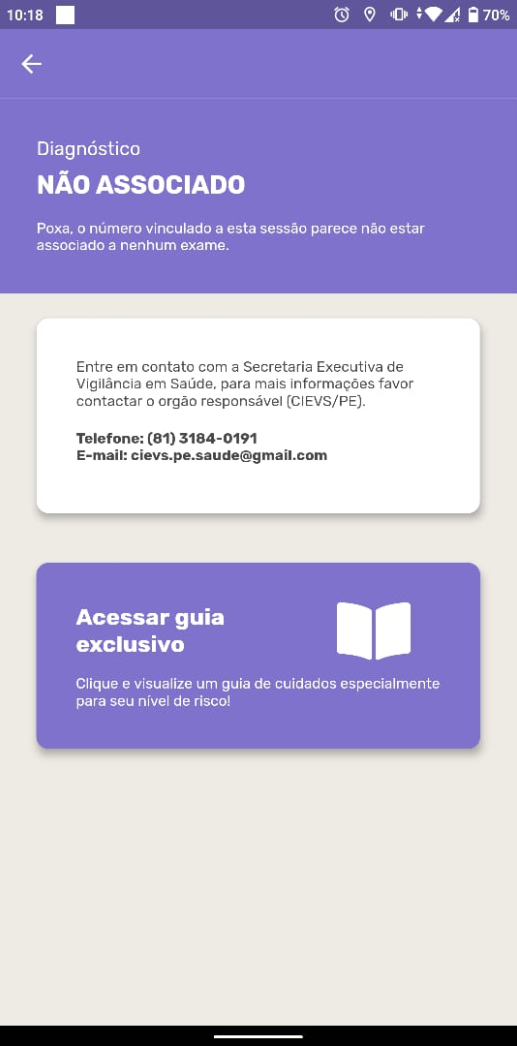 10:18
70%
Diagnóstico
NÃO ASSOCIADO
Poxa, o número vinculado a esta sessão parece não estar
associado a nenhum exame.
Entre em contato com a Secretaria Executiva de
Vigilância em Saúde, para mais informações favor
contactar o orgão responsável (CIEVS/PE).
Telefone: (81) 3184-0191
E-mail: cievs.pe.saude@gmail.com
Acessar guia
exclusivo
Clique e visualize um guia de cuidados especialmente
para seu nível de risco!